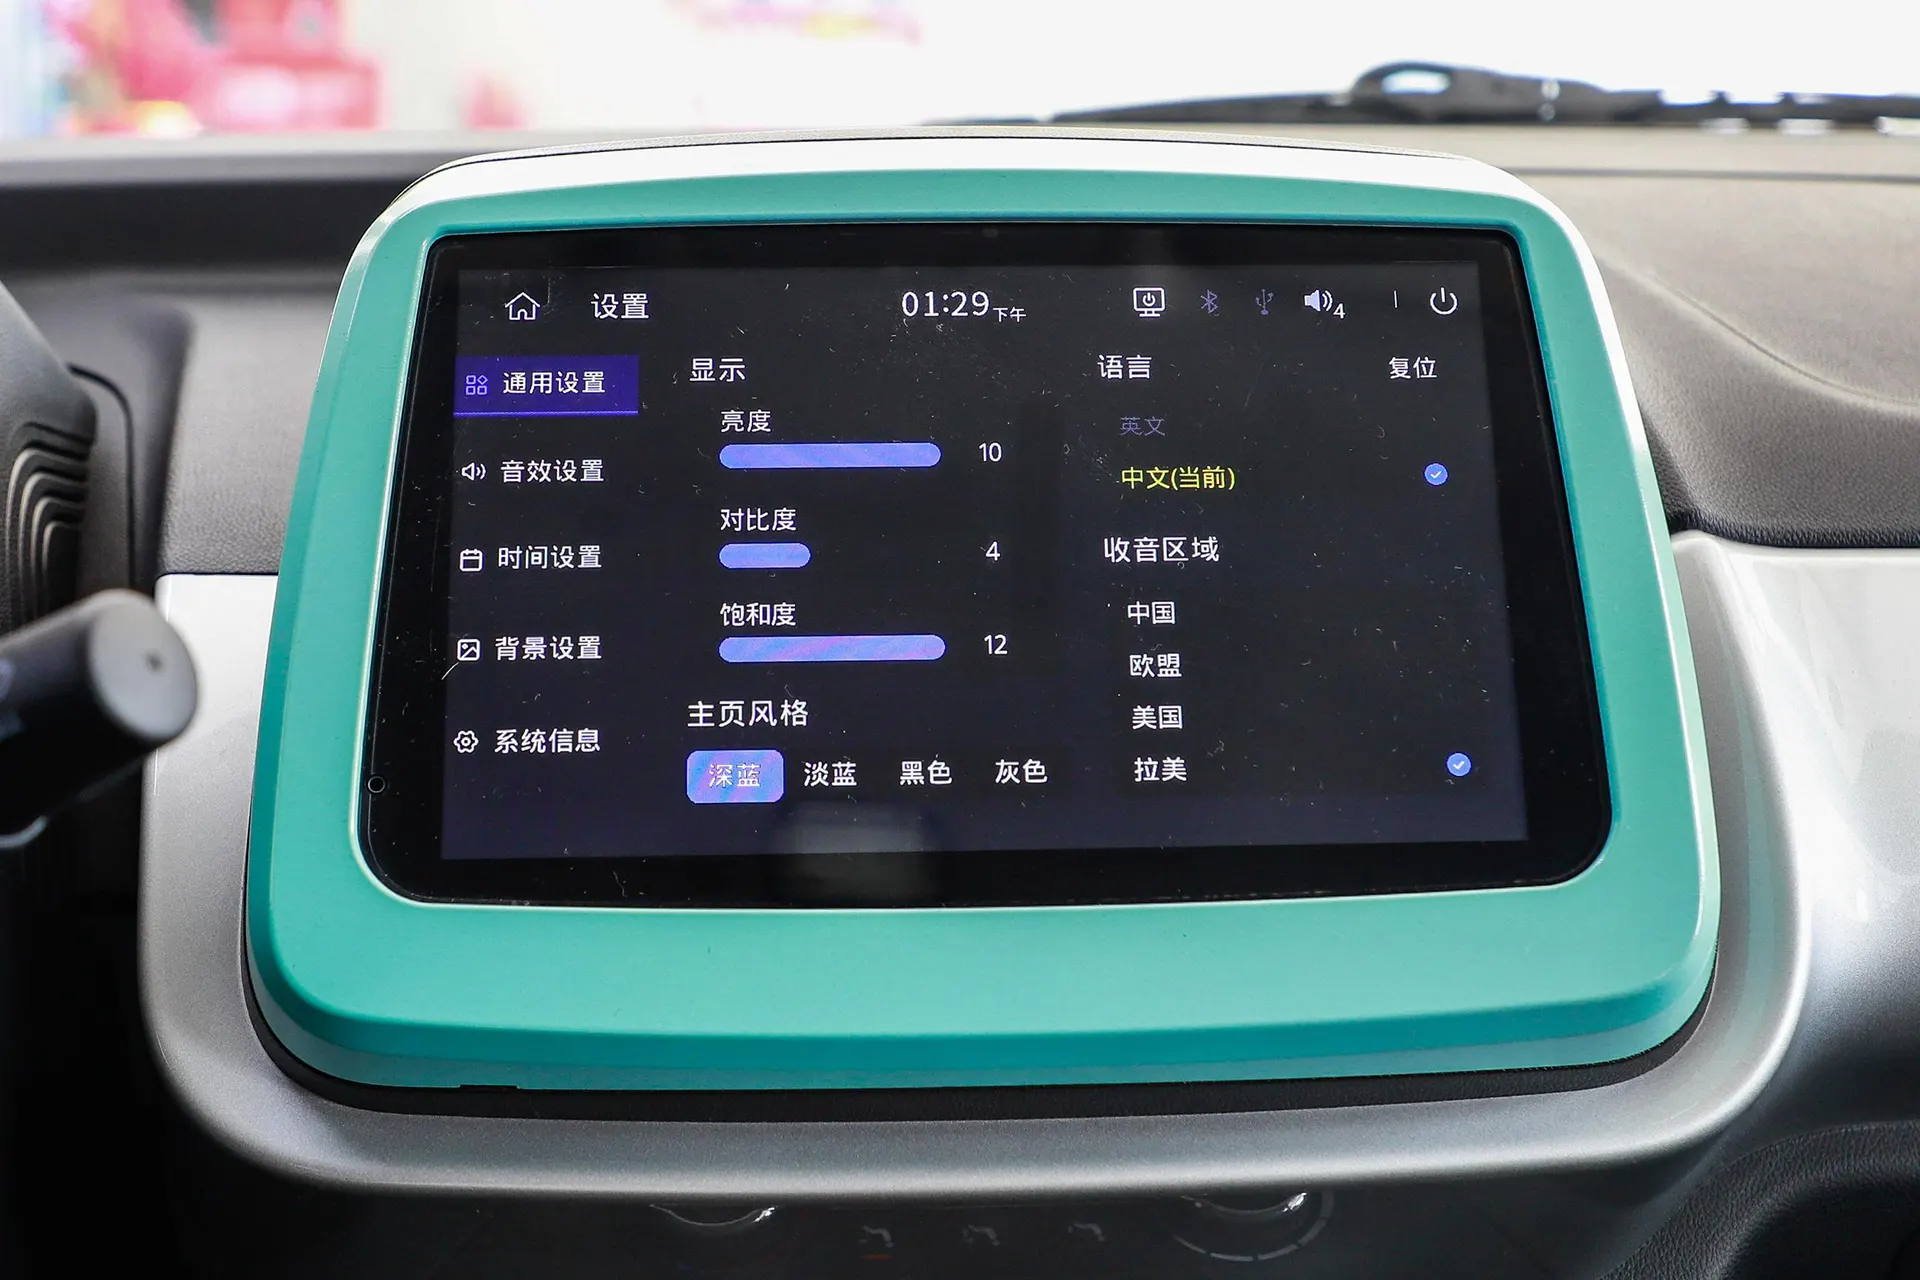 设置
01:29下午
4
通用设置
音效设置
时间设置
背景设置
系统信息
显示
亮度
10
对比度
4
饱和度
12
主页风格
深蓝 淡蓝 黑色 灰色
语言
复位
英文
中文(当前)
收音区域
中国
欧盟
美国
拉美